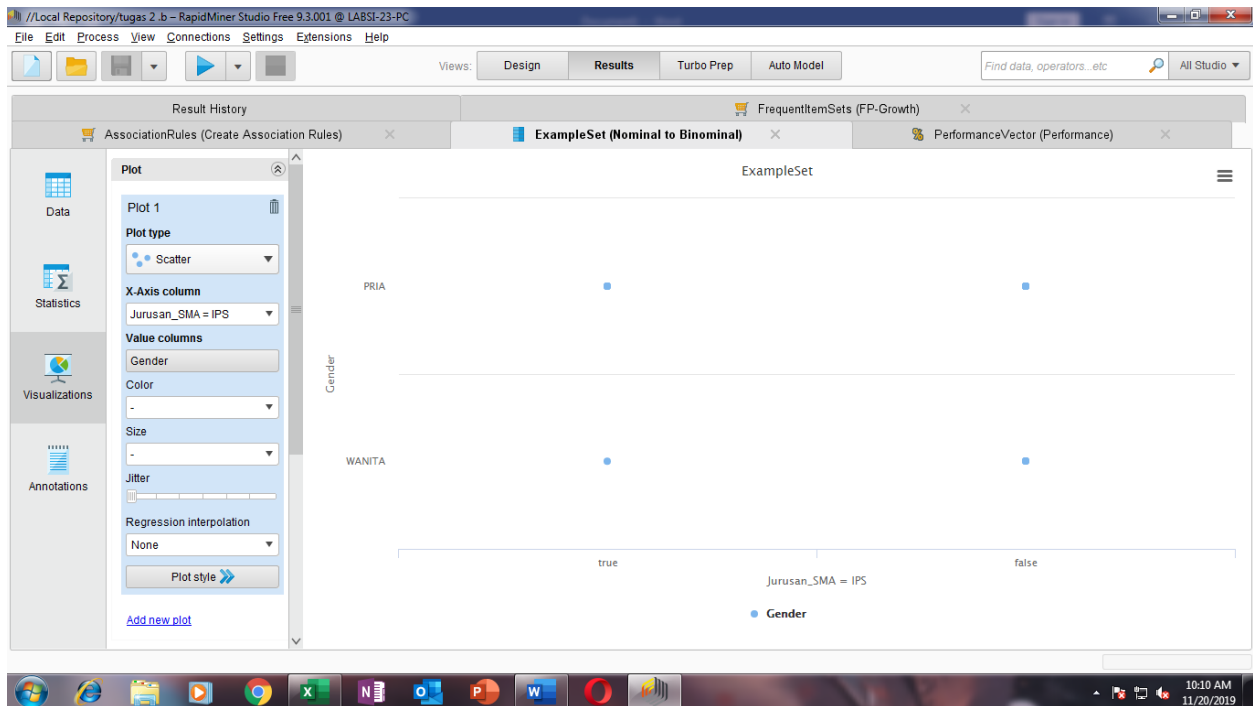 //Local Repository/tugas 2 .b – RapidMiner Studio Free 9.3.001 @ LABSI-23-PC
File Edit Process View Connections Settings Extensions Help
Views: Design Results Turbo Prep Auto Model
Find data, operators...etc
All Studio
Result History
FrequentItemSets (FP-Growth)
AssociationRules (Create Association Rules)
ExampleSet (Nominal to Binominal)
PerformanceVector (Performance)
Data
Statistics
Visualizations
Annotations
Plot
Plot 1
Plot type
Scatter
X-Axis column
Jurusan_SMA = IPS
Value columns
Gender
Color
-
Size
-
Jitter
Regression interpolation
None
Plot style
Add new plot
ExampleSet
PRIA
Gender
WANITA
true
false
Jurusan_SMA = IPS
Gender
10:10 AM
11/20/2019